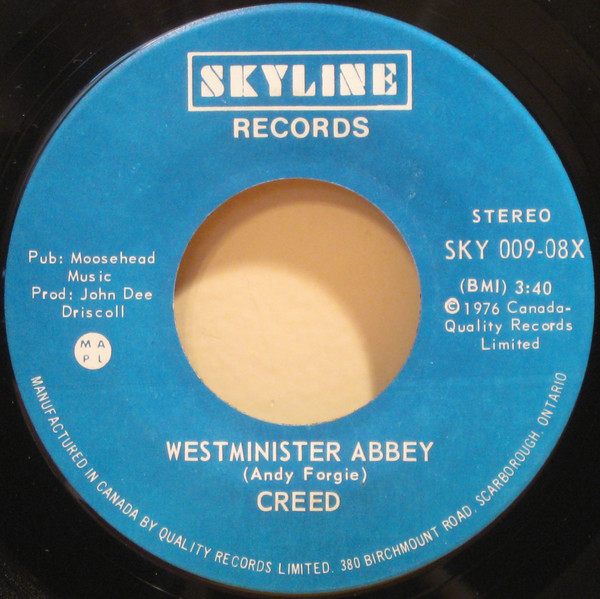 SKYLINE
RECORDS
STEREO
SKY 009-08X
(BMI) 3:40
©1976 Canada-
Quality Records
Limited
Pub: Moosehead
Music
Prod: John Dee
Driscoll
M A
P L
WESTMINISTER ABBEY
(Andy Forgie)
CREED
MANUFACTURED IN CANADA BY QUALITY RECORDS LIMITED. 380 BIRCHMOUNT ROAD, SCARBOROUGH, ONTARIO